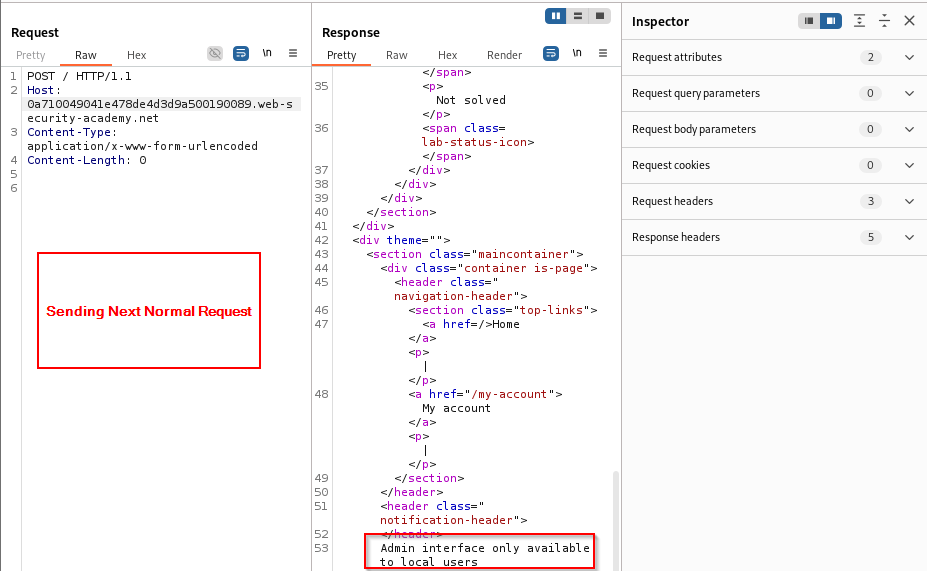 Request
Pretty Raw Hex
\n
1 POST / HTTP/1.1
2 Host:
0a710049041e478de4d3d9a500190089.web-s
ecurity-academy.net
3 Content-Type:
application/x-www-form-urlencoded
4 Content-Length: 0
5
6
Sending Next Normal Request
Response
Pretty Raw Hex Render
\n
</span>
35 <p>
Not solved
</p>
36 <span class=
lab-status-icon>
</span>
37 </div>
38 </div>
39 </div>
40 </section>
41 </div>
42 <div theme="">
43 <section class="maincontainer">
44 <div class="container is-page">
45 <header class="
navigation-header">
46 <section class="top-links">
47 <a href=/>Home
</a>
<p>
|
</p>
48 <a href="/my-account">
My account
</a>
<p>
|
</p>
49 </section>
50 </header>
51 <header class="
notification-header">
52 </header>
53 Admin interface only available
to local users
Inspector
Request attributes 2
Request query parameters 0
Request body parameters 0
Request cookies 0
Request headers 3
Response headers 5